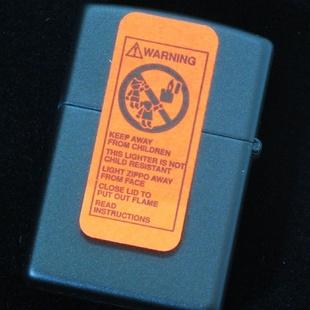 WARNING
KEEP AWAY
FROM CHILDREN
THIS LIGHTER IS NOT
CHILD RESISTANT
LIGHT ZIPPO AWAY
FROM FACE
CLOSE LID TO
PUT OUT FLAME
READ
INSTRUCTIONS